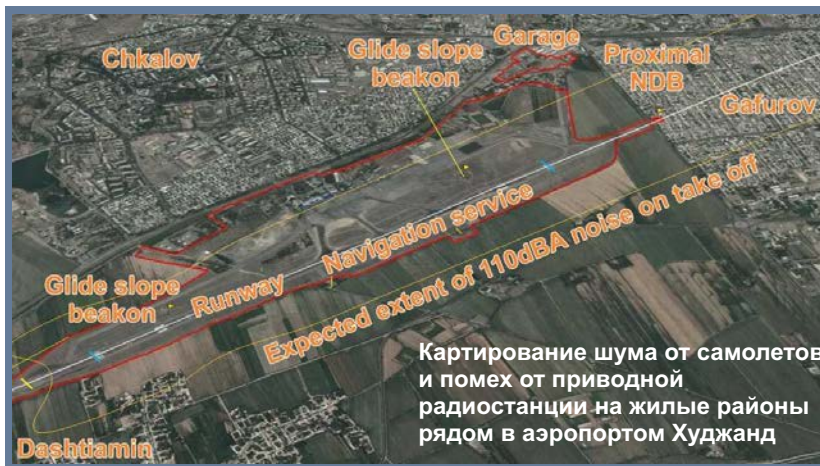 Chkalov
Glide slope
beakon
Garage
Proximal
NDB
Gafurov
Navigation service
Runway
Glide slope
beakon
Expected extent of 110dBA noise on take off
Dashtiamin
Картирование шума от самолетов
и помех от приводной
радиостанции на жилые районы
рядом в аэропортом Худжанд